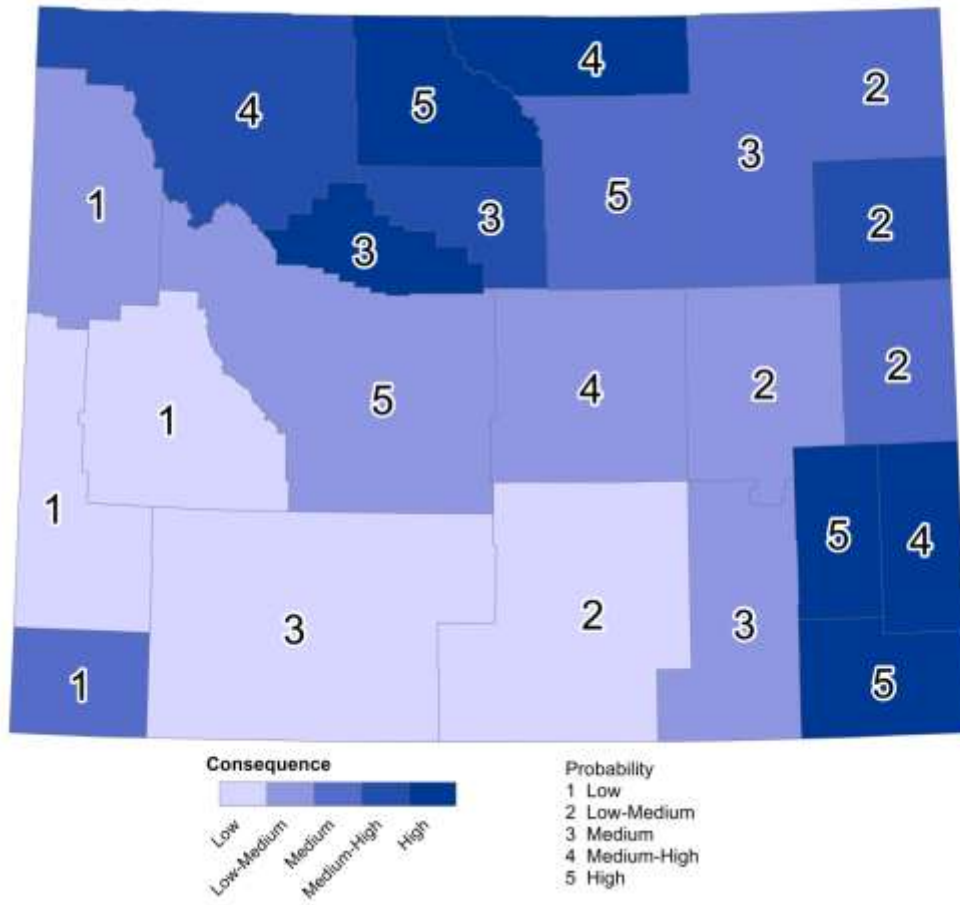 4
2
5
4
3
5
1
2
3
3
2
4
2
5
1
1
5
4
2
3
3
1
5
Consequence
Low
Low-Medium
Medium
Medium-High
High
Probability
1 Low
2 Low-Medium
3 Medium
4 Medium-High
5 High